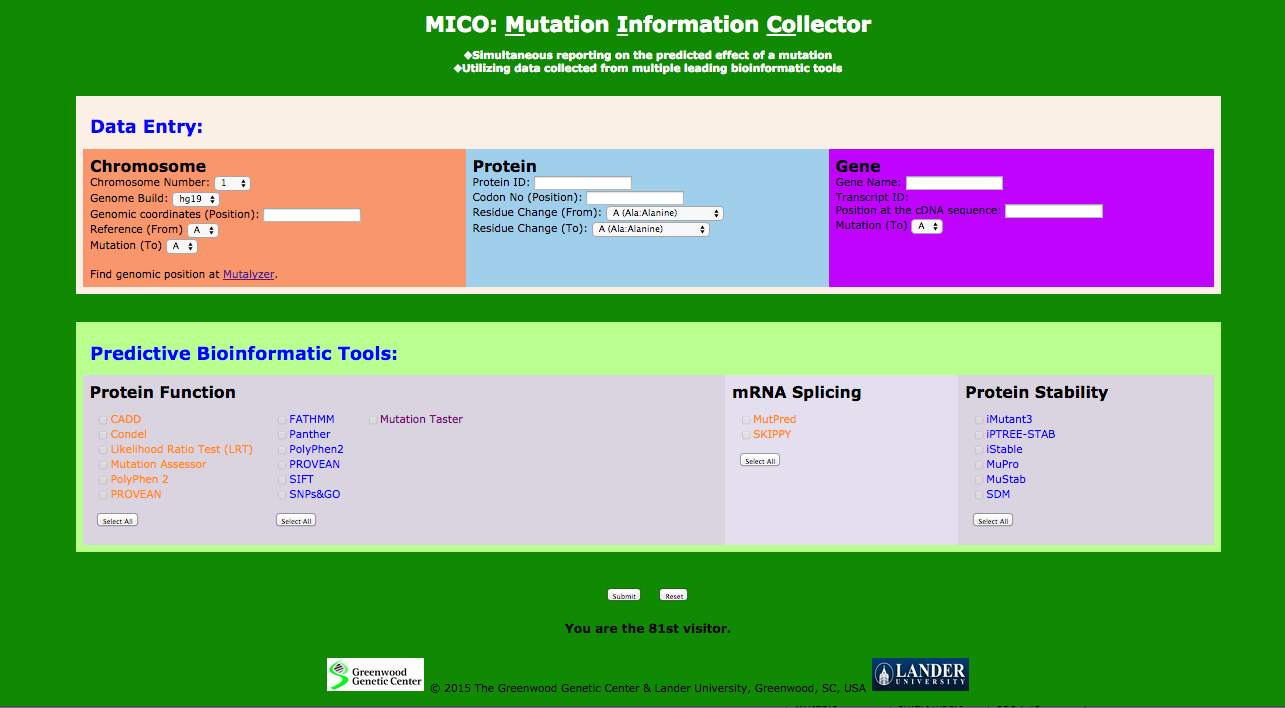 MICO: Mutation Information Collector
◆Simultaneous reporting on the predicted effect of a mutation
◆Utilizing data collected from multiple leading bioinformatic tools
Data Entry:
Chromosome
Chromosome Number: 1
Genome Build: hg19
Genomic coordinates (Position):
Reference (From) A
Mutation (To) A
Find genomic position at Mutalyzer.
Protein
Protein ID:
Codon No (Position):
Residue Change (From): A (Ala:Alanine)
Residue Change (To): A (Ala:Alanine)
Gene
Gene Name:
Transcript ID:
Position at the cDNA sequence:
Mutation (To) A
Predictive Bioinformatic Tools:
Protein Function
CADD
Condel
Likelihood Ratio Test (LRT)
Mutation Assessor
PolyPhen 2
PROVEAN
Select All
FATHMM
Panther
PolyPhen2
PROVEAN
SIFT
SNPs&GO
Select All
Mutation Taster
mRNA Splicing
MutPred
SKIPPY
Select All
Protein Stability
iMutant3
iPTREE-STAB
iStable
MuPro
MuStab
SDM
Select All
Submit Reset
You are the 81st visitor.
Greenwood
Genetic Center
© 2015 The Greenwood Genetic Center & Lander University, Greenwood, SC, USA
LANDER
UNIVERSITY